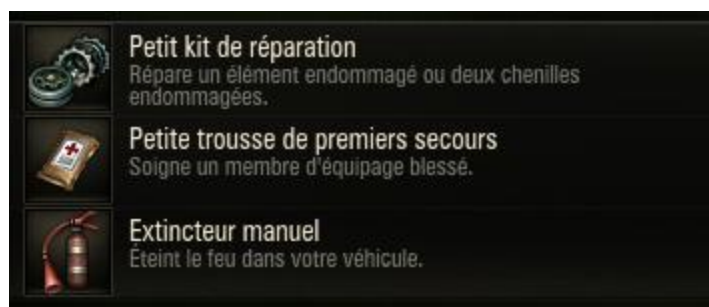 Petit kit de réparation
Répare un élément endommagé ou deux chenilles
endommagées.
Petite trousse de premiers secours
Soigne un membre d'équipage blessé.
Extincteur manuel
Éteint le feu dans votre véhicule.